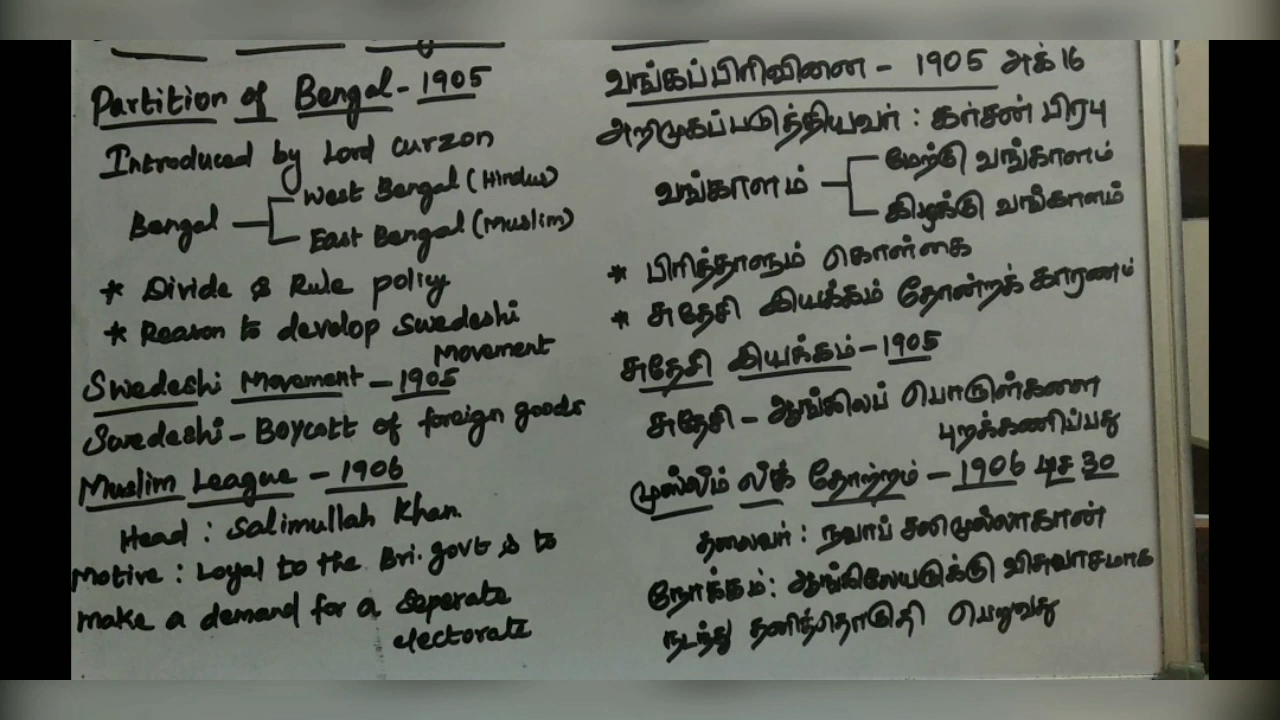 Partition of Bengal - 1905
Introduced by Lord Curzon
Bengal
West Bengal (Hindus)
East Bengal (Muslim)
* Divide & Rule policy
* Reason to develop Swedeshi
Movement
Swedeshi Movement - 1905
Swedeshi - Boycott of foreign goods
Muslim League - 1906
Head : Salimullah Khan.
Motive : Loyal to the Bri. govt & to
make a demand for a seperate
electorate
வங்கப்பிரிவினை - 1905 அக் 16
அறிமுகப்படுத்தியவர் : கர்சன் பிரபு
வங்காளம்
மேற்கு வங்காளம்
கிழக்கு வங்காளம்
* பிரித்தாளும் கொள்கை
* சுதேசி இயக்கம் தோன்றக் காரணம்
சுதேசி இயக்கம் - 1905
சுதேசி - ஆங்கிலப் பொருள்களை
புறக்கணிப்பது
முஸ்லீம் லீக் தோற்றம் - 1906 டிச 30
தலைவர் : நவாப் சலிமுல்லாகான்
நோக்கம் : ஆங்கிலேயருக்கு விசுவாசமாக
நடந்து தனித்தொகுதி பெறுவது